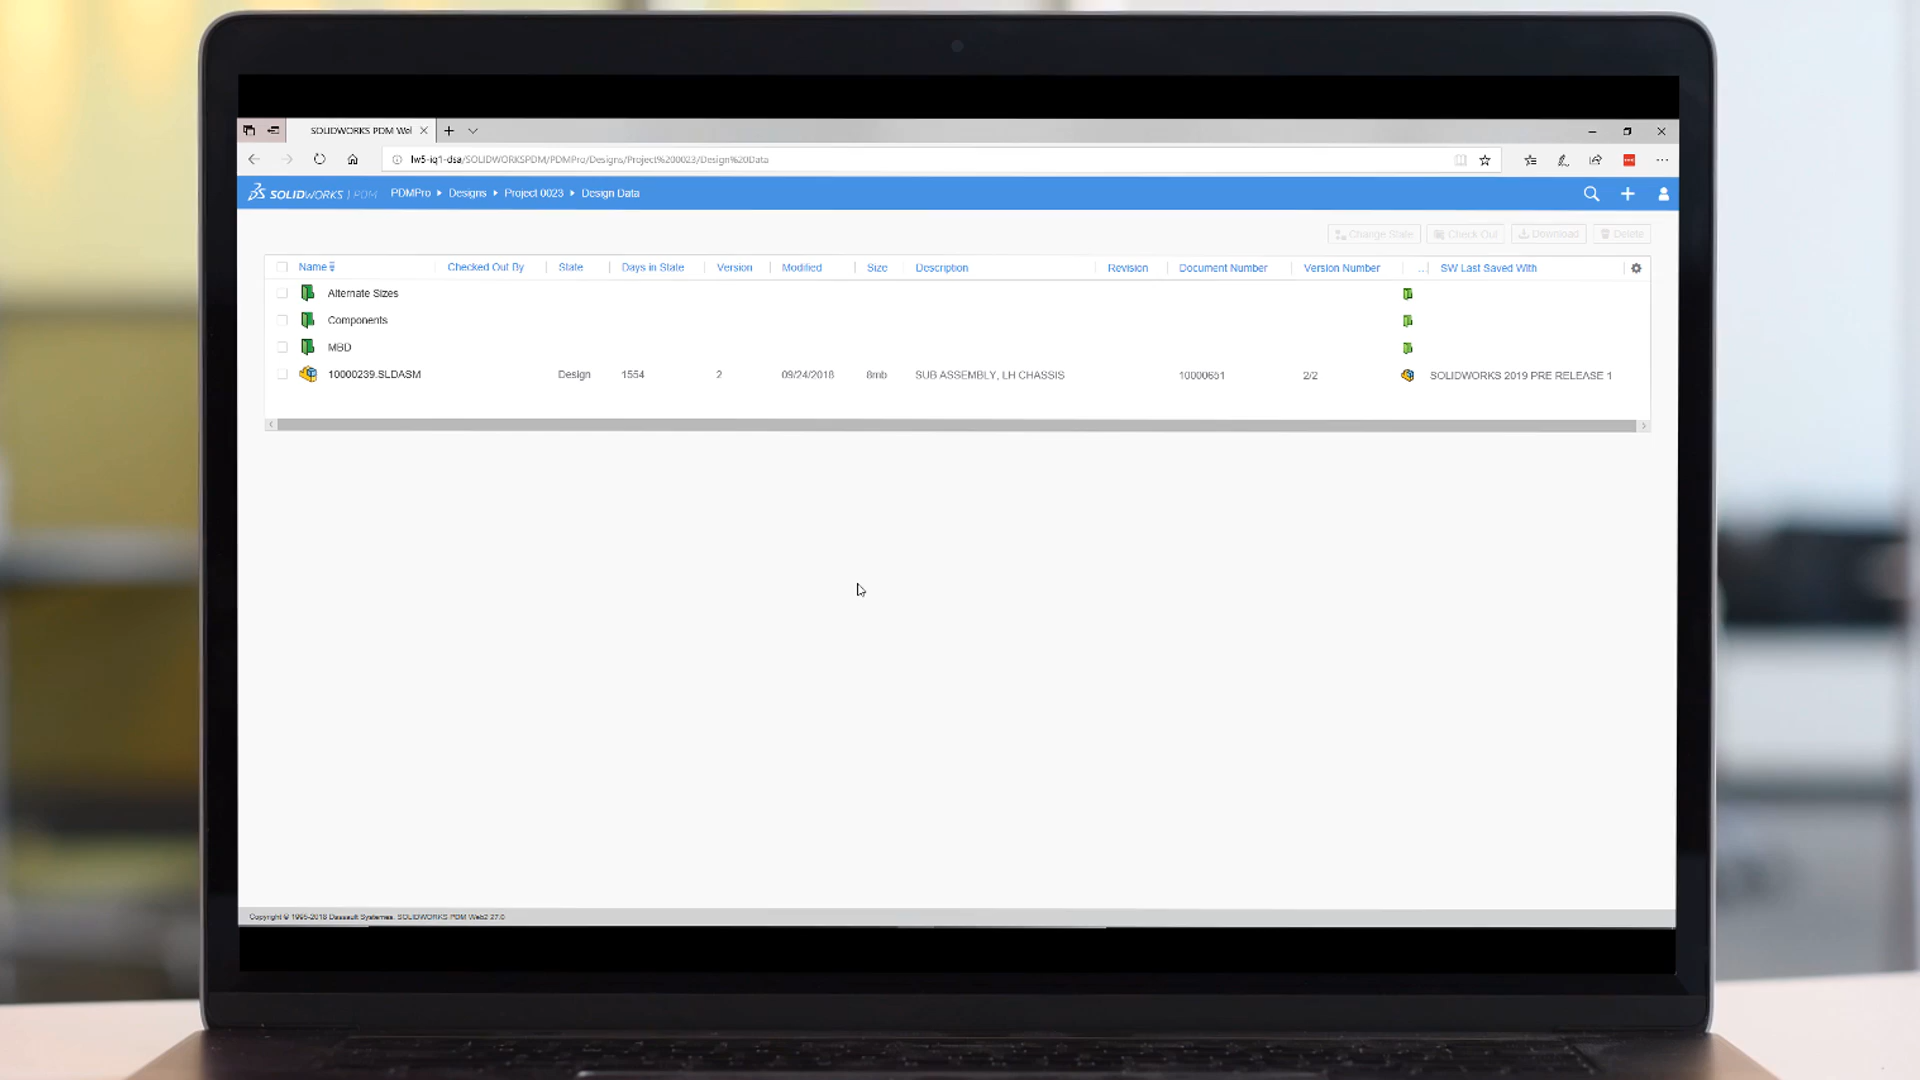 SOLIDWORKS PDM Wel
lw5-iq1-dsa/SOLIDWORKSPDM/PDMPro/Designs/Project%200023/Design%20Data
SOLIDWORKS | PDM PDMPro Designs Project 0023 Design Data
Change State Check Out Download Delete
Name Checked Out By State Days in State Version Modified Size Description Revision Document Number Version Number ... SW Last Saved With
Alternate Sizes
Components
MBD
10000239.SLDASM Design 1554 2 09/24/2018 8mb SUB ASSEMBLY, LH CHASSIS 10000651 2/2 SOLIDWORKS 2019 PRE RELEASE 1
Copyright © 1995-2018 Dassault Systemes. SOLIDWORKS PDM Web2 27.0